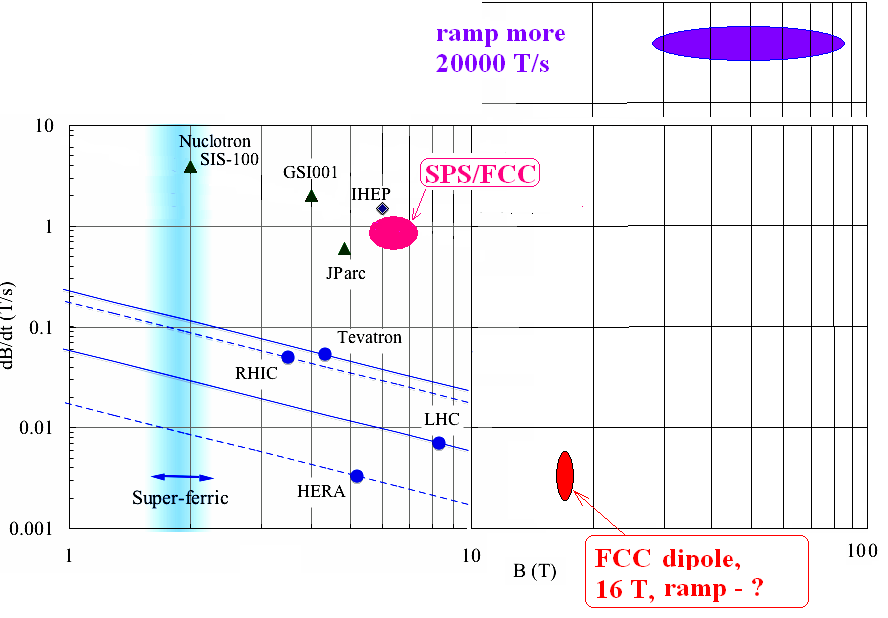 ramp more
20000 T/s
10
Nuclotron
SIS-100
GSI001
SPS/FCC
IHEP
1
JParc
dB/dt (T/s)
0.1
Tevatron
RHIC
LHC
0.01
HERA
Super-ferric
0.001
1
10
100
B (T)
FCC dipole,
16 T, ramp - ?